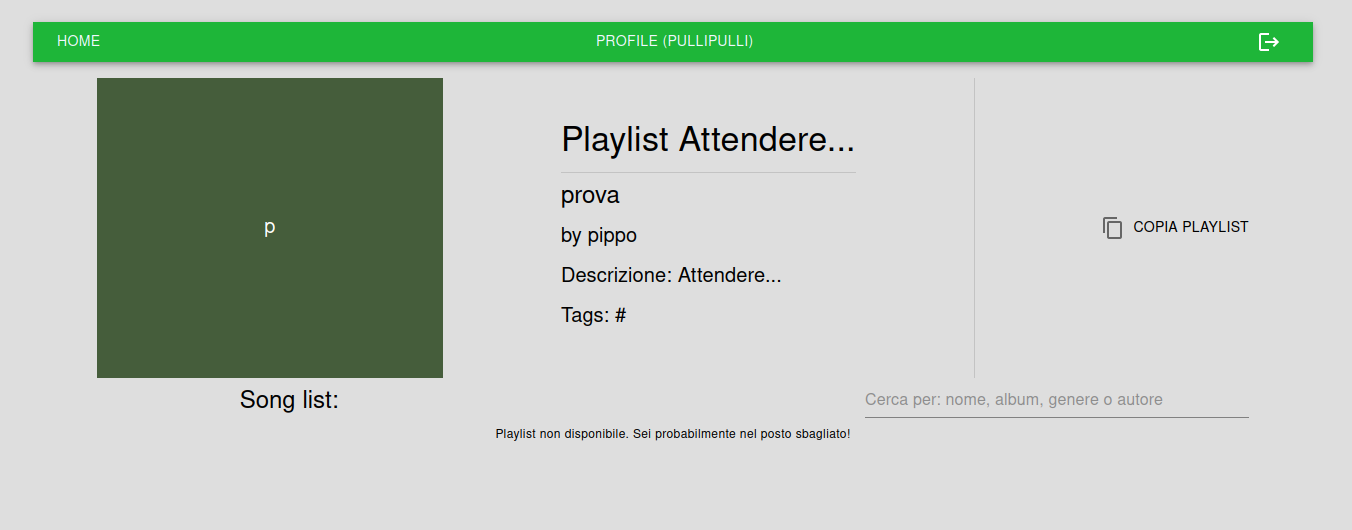 HOME
PROFILE (PULLIPULLI)
p
Playlist Attendere...
prova
by pippo
Descrizione: Attendere...
Tags: #
COPIA PLAYLIST
Song list:
Cerca per: nome, album, genere o autore
Playlist non disponibile. Sei probabilmente nel posto sbagliato!